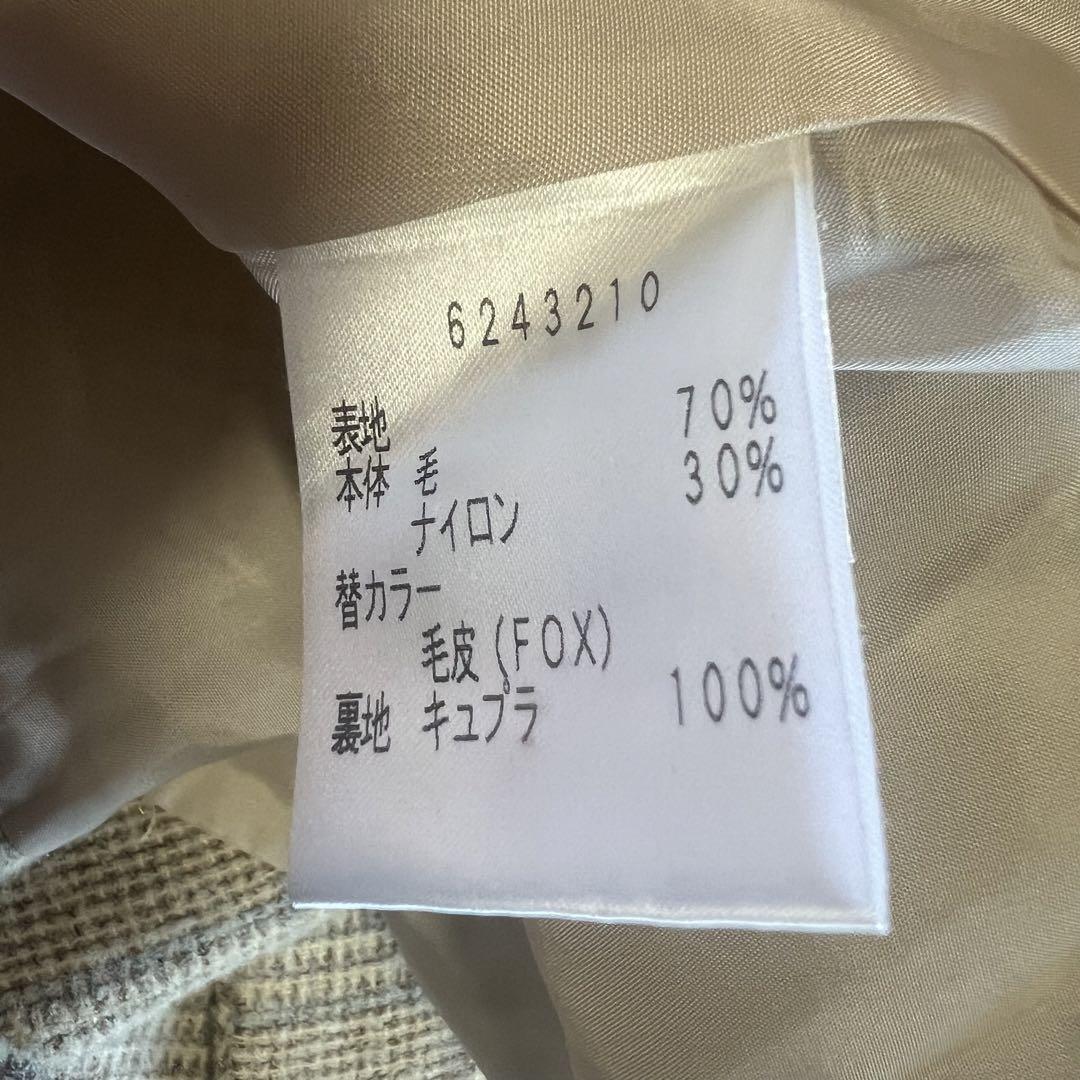 6243210
表地
本体 毛 70%
ナイロン 30%
替カラー
毛皮(FOX)
裏地 キュプラ 100%